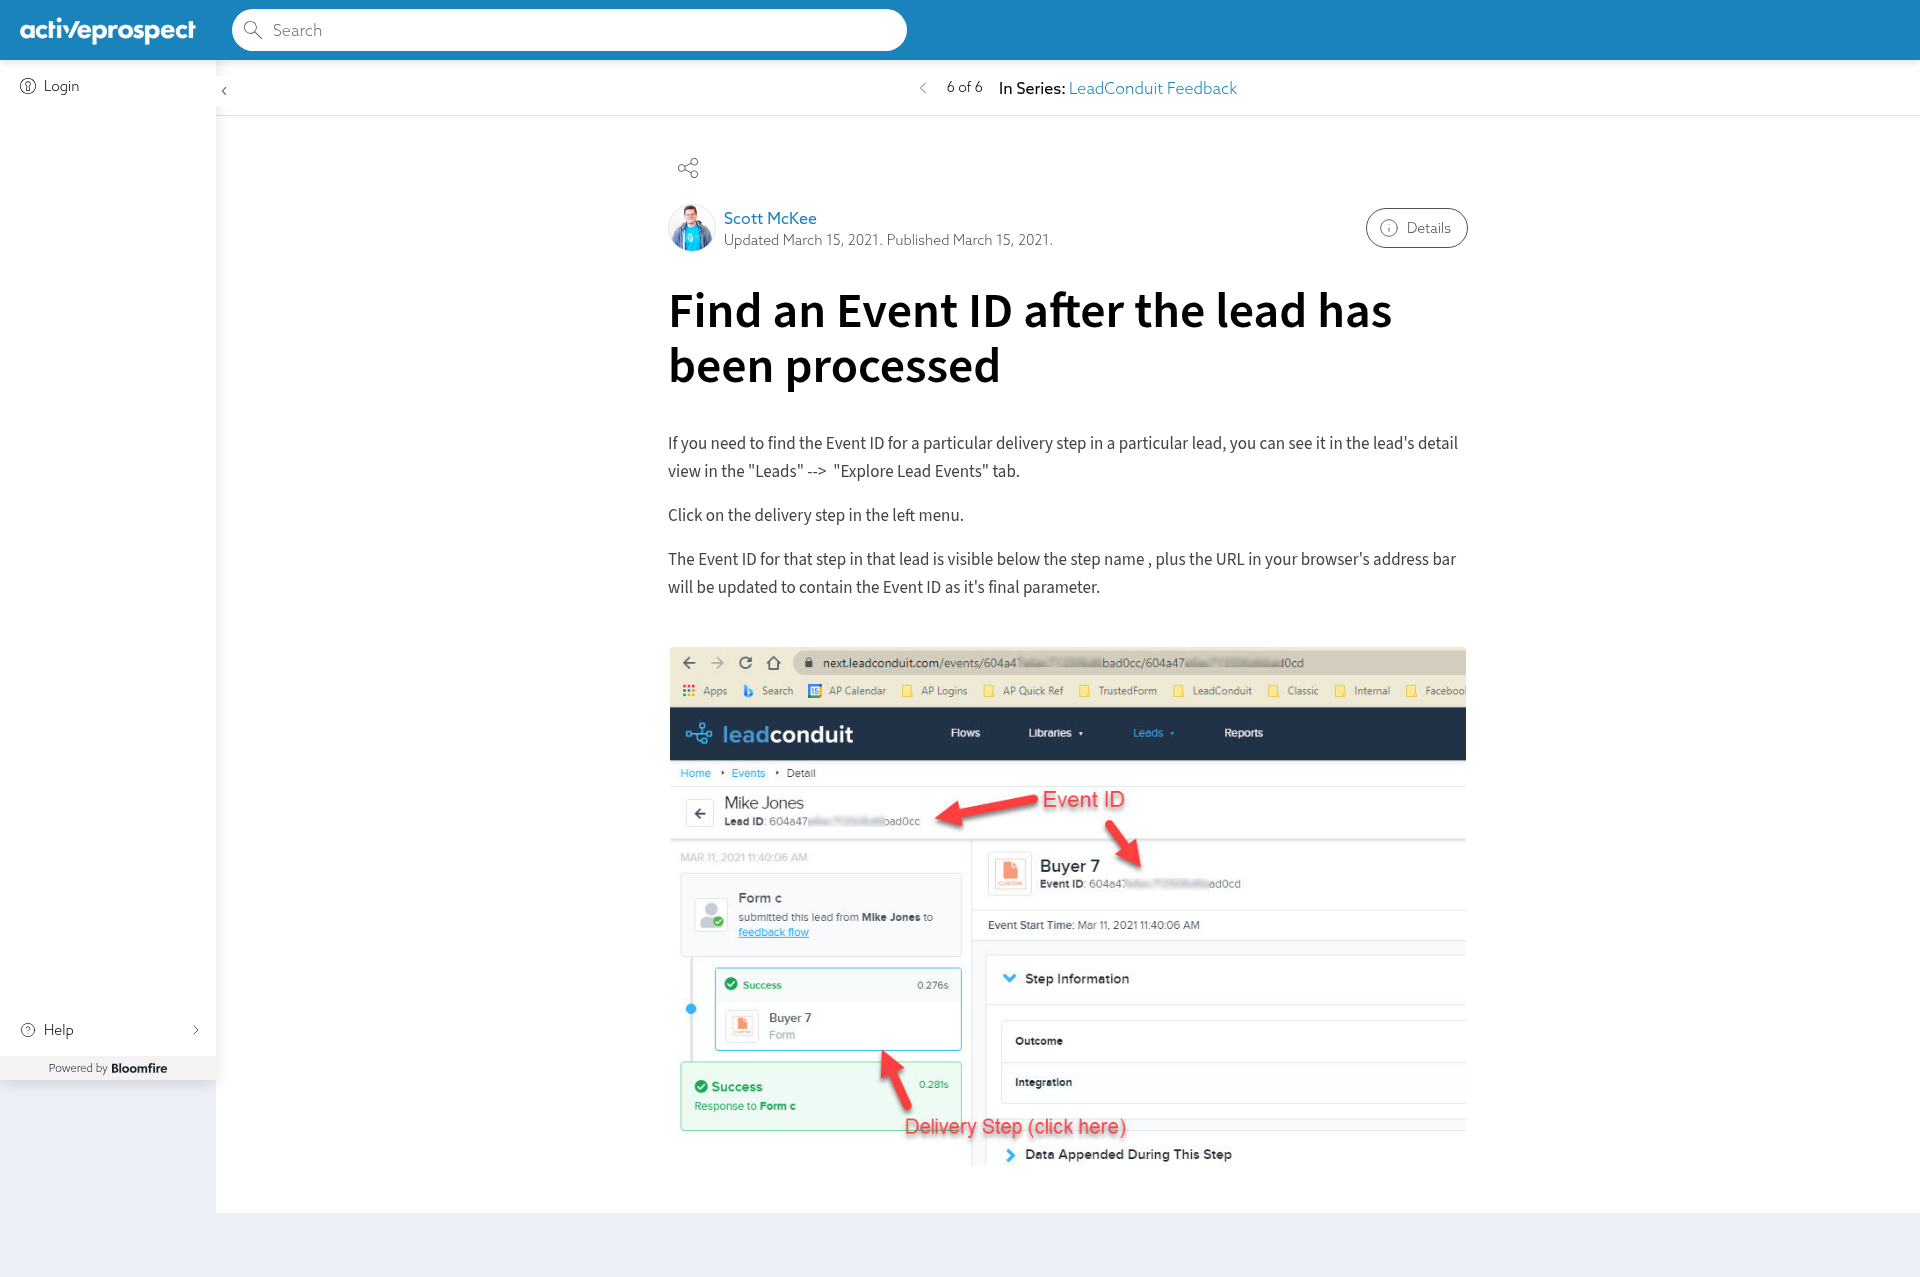 activeprospect
Search
Login
6 of 6
In Series: LeadConduit Feedback
Scott McKee
Updated March 15, 2021. Published March 15, 2021.
Details
Find an Event ID after the lead has
been processed
If you need to find the Event ID for a particular delivery step in a particular lead, you can see it in the lead's detail
view in the "Leads" --> "Explore Lead Events" tab.
Click on the delivery step in the left menu.
The Event ID for that step in that lead is visible below the step name , plus the URL in your browser's address bar
will be updated to contain the Event ID as it's final parameter.
next.leadconduit.com/events/604a47 bad0cc/604a47 d0cd
Apps Search AP Calendar AP Logins AP Quick Ref TrustedForm LeadConduit Classic Internal Faceboo
leadconduit
Flows Libraries Leads Reports
Home Events Detail
Mike Jones
Lead ID: 604a47 bad0cc
Event ID
MAR 11, 2021 11:40:06 AM
Form c
submitted this lead from Mike Jones to
feedback flow
Success 0.276s
Buyer 7
Form
Success 0.281s
Response to Form c
Delivery Step (click here)
Buyer 7
Event ID: 604a47 ad0cd
Event Start Time: Mar 11, 2021 11:40:06 AM
Step Information
Outcome
Integration
Data Appended During This Step
Help
Powered by Bloomfire